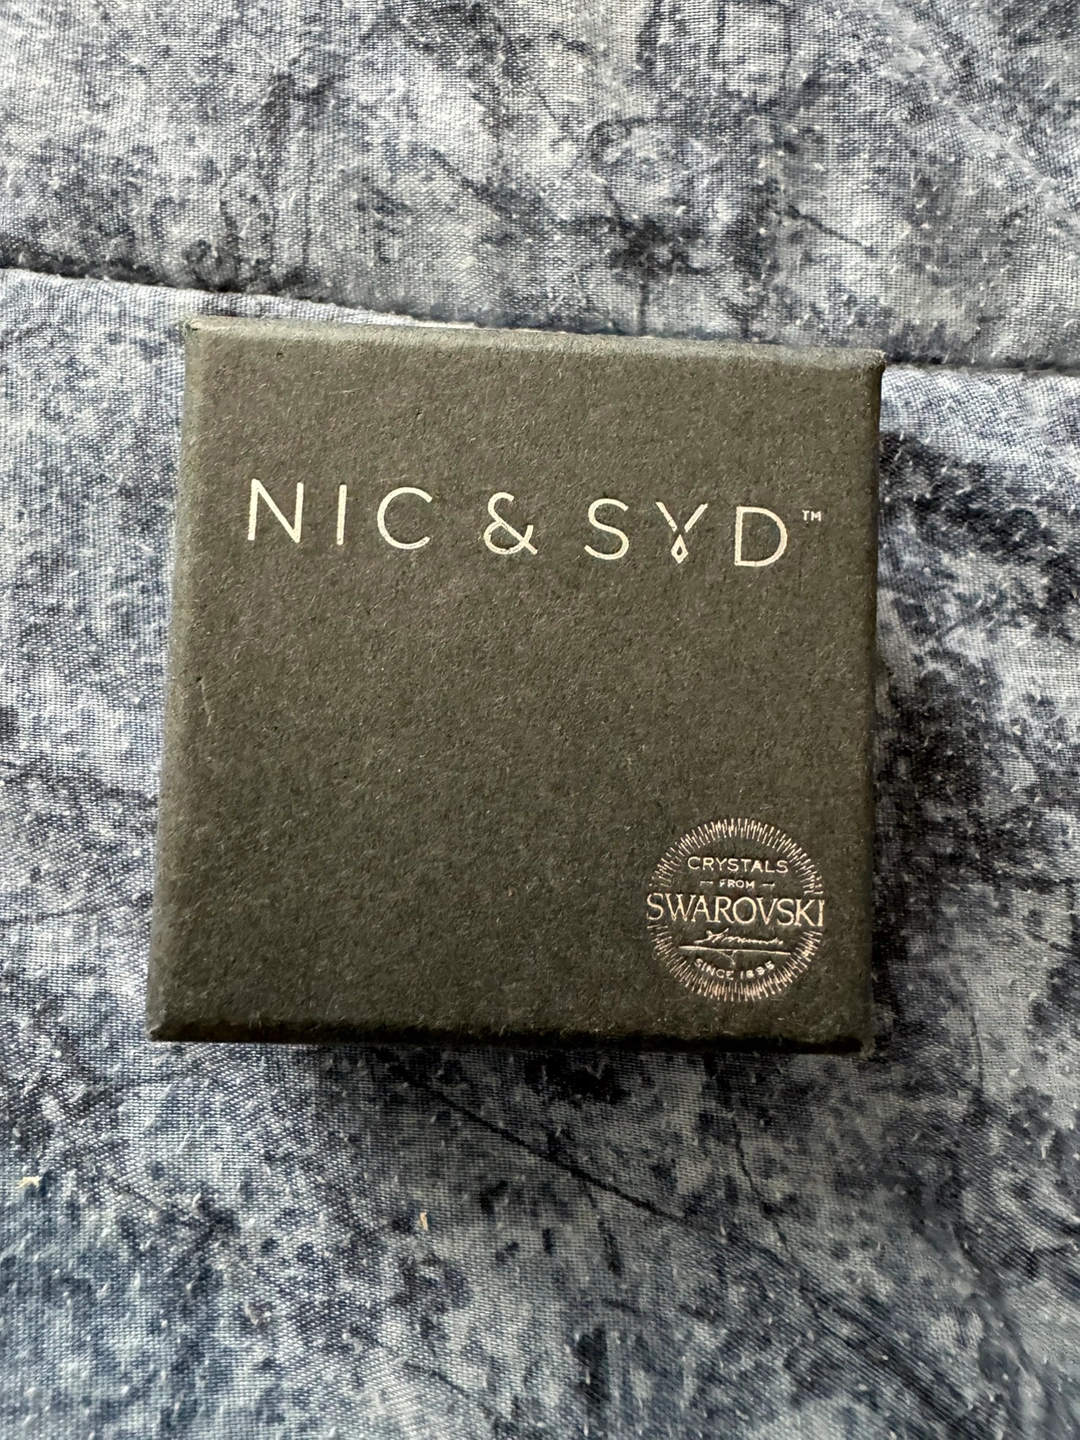 NIC & SYD™
CRYSTALS
FROM
SWAROVSKI
SINCE 1895